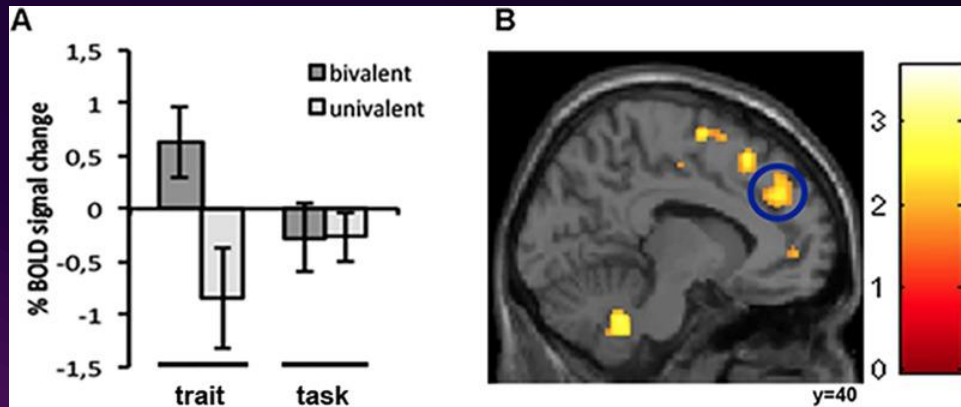 A
B
1,5
1
0,5
0
-0,5
-1
-1,5
% BOLD signal change
bivalent
univalent
trait
task
3
2
1
0
y=40